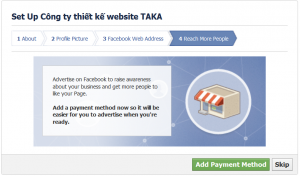 Set Up Công ty thiết kế website TAKA
1 About
2 Profile Picture
3 Facebook Web Address
4 Reach More People
Advertise on Facebook to raise awareness
about your business and get more people to
like your Page.
Add a payment method now so it will be
easier for you to advertise when you're
ready.
Add Payment Method
Skip